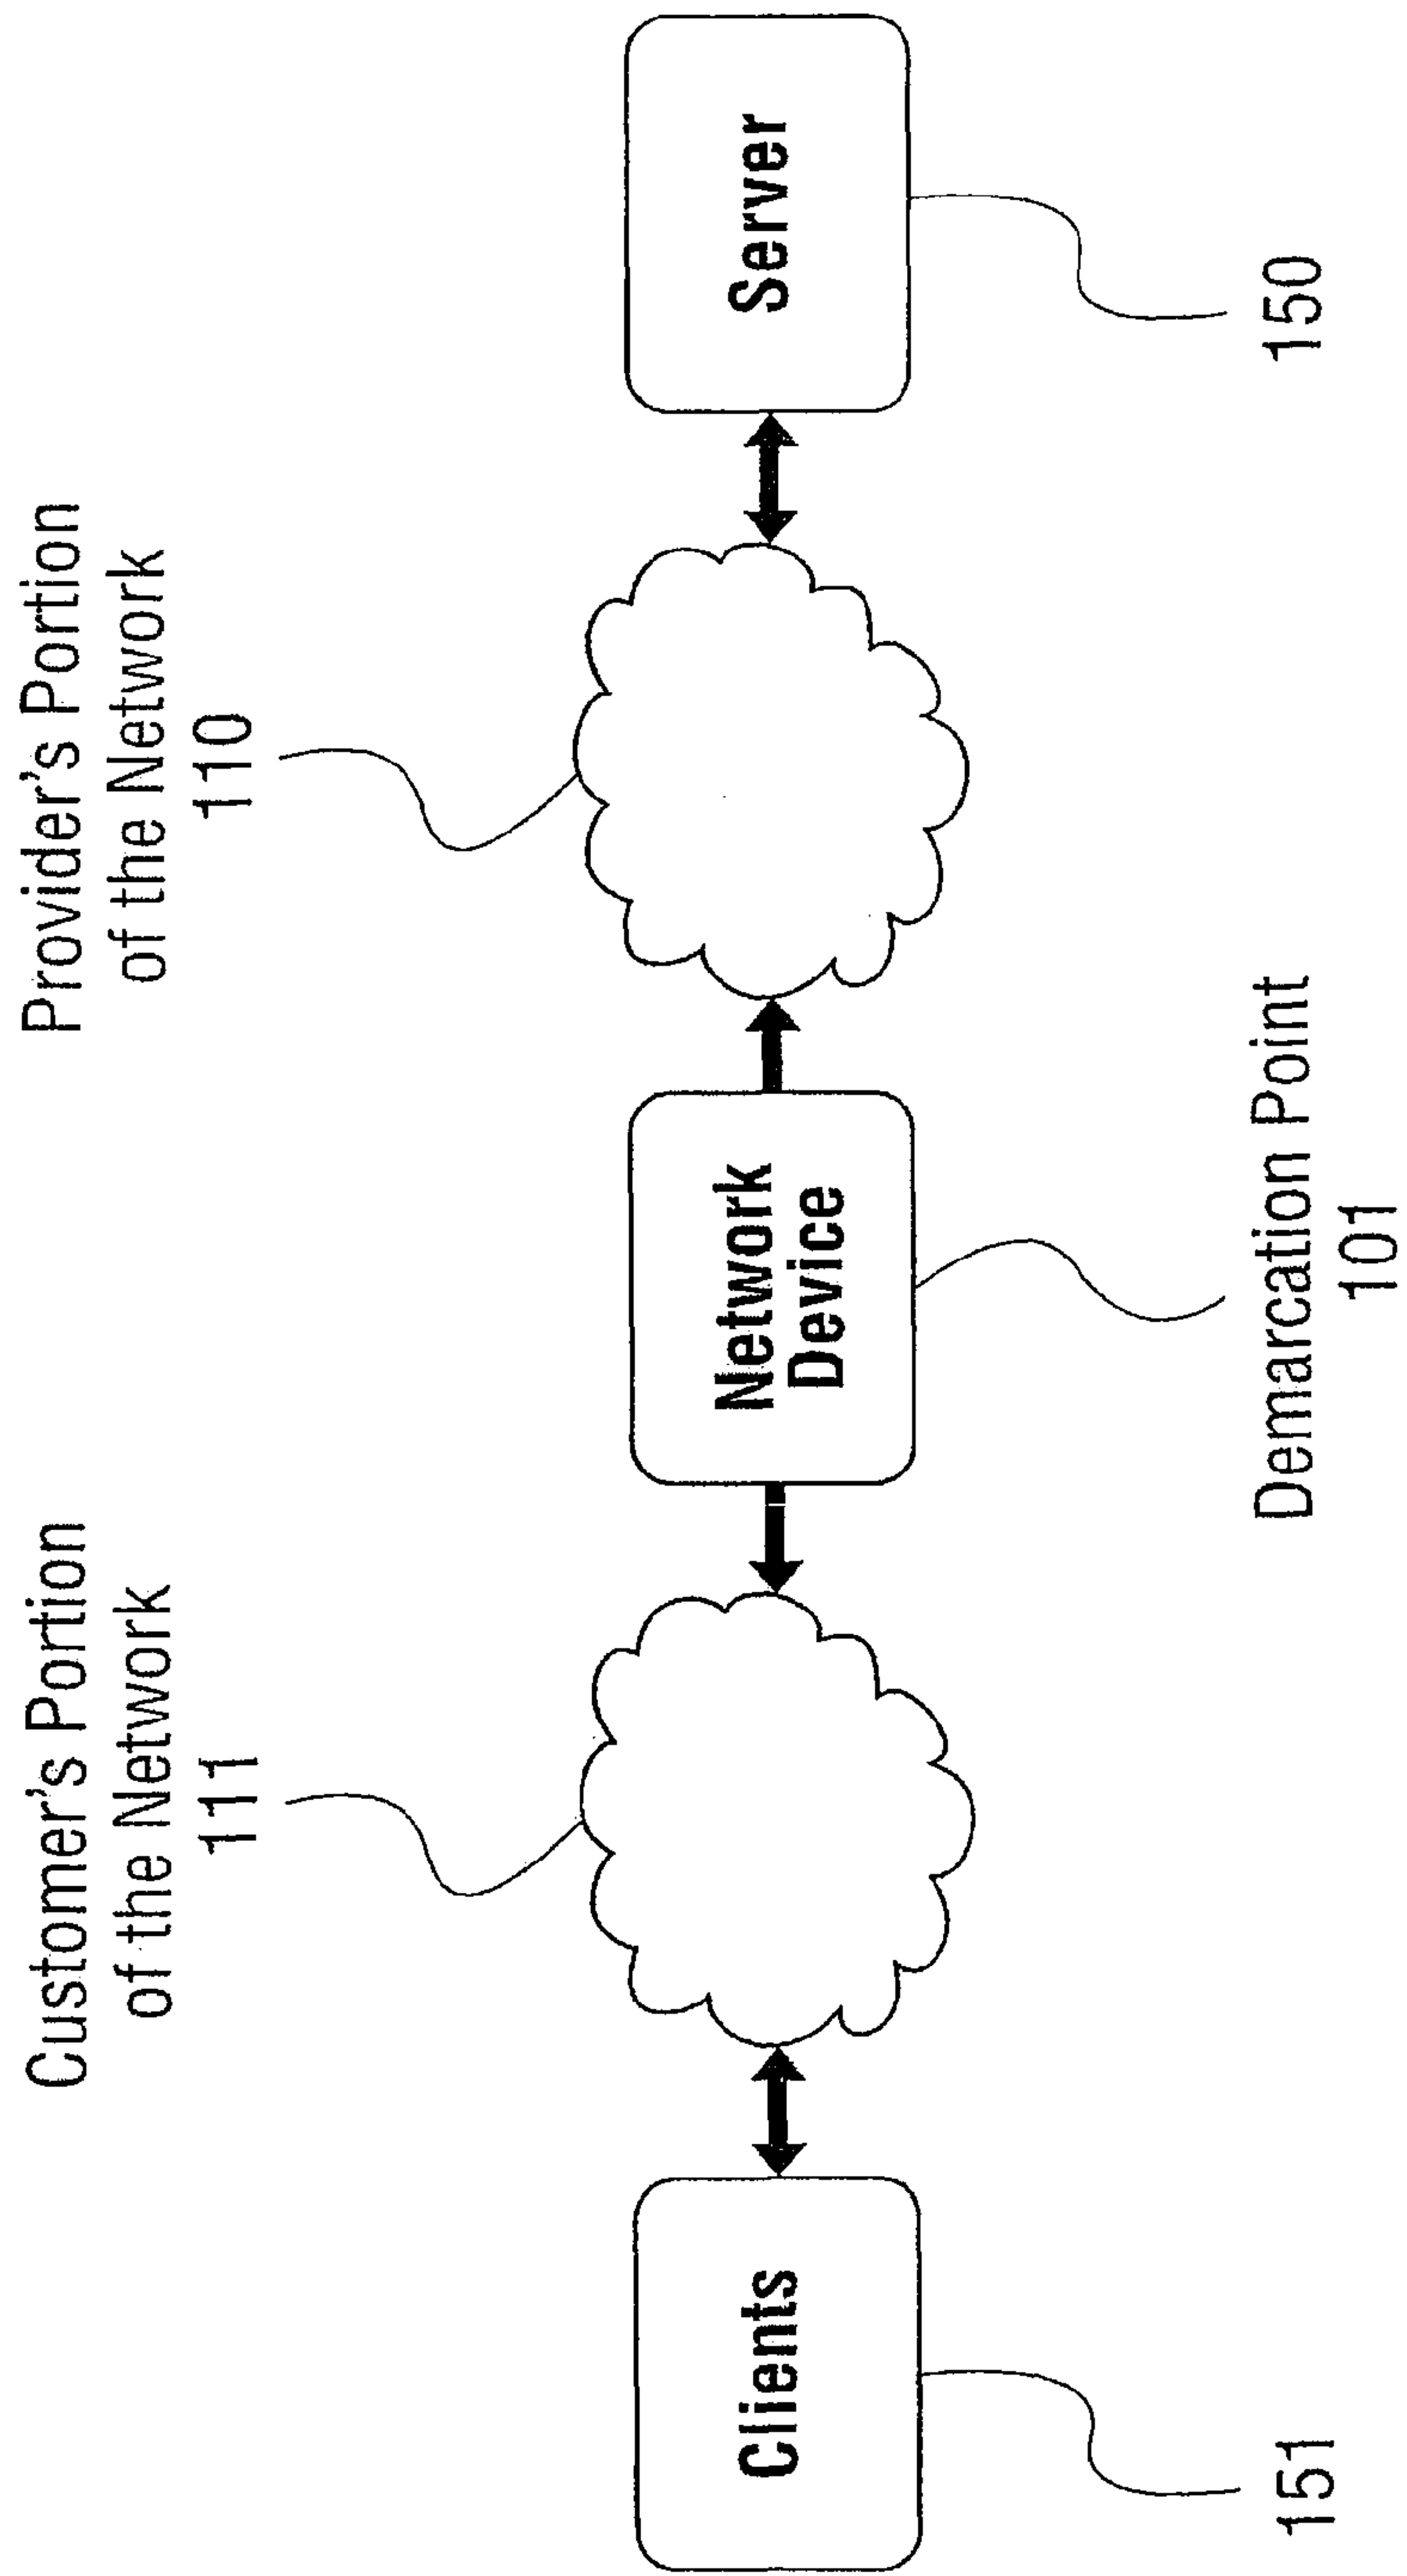 Customer's Portion
of the Network
111
Provider's Portion
of the Network
110
Clients
Network
Device
Server
151
Demarcation Point
101
150